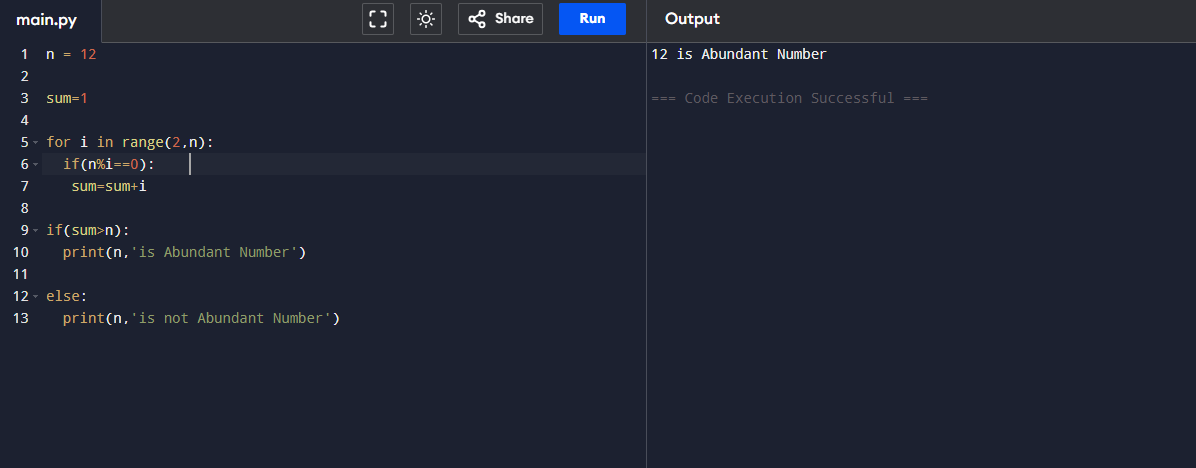 main.py Share Run Output
1 n = 12
2
3 sum=1
4
5 for i in range(2,n):
6   if(n%i==0):
7    sum=sum+i
8
9 if(sum>n):
10   print(n,'is Abundant Number')
11
12 else:
13   print(n,'is not Abundant Number')
12 is Abundant Number
=== Code Execution Successful ===